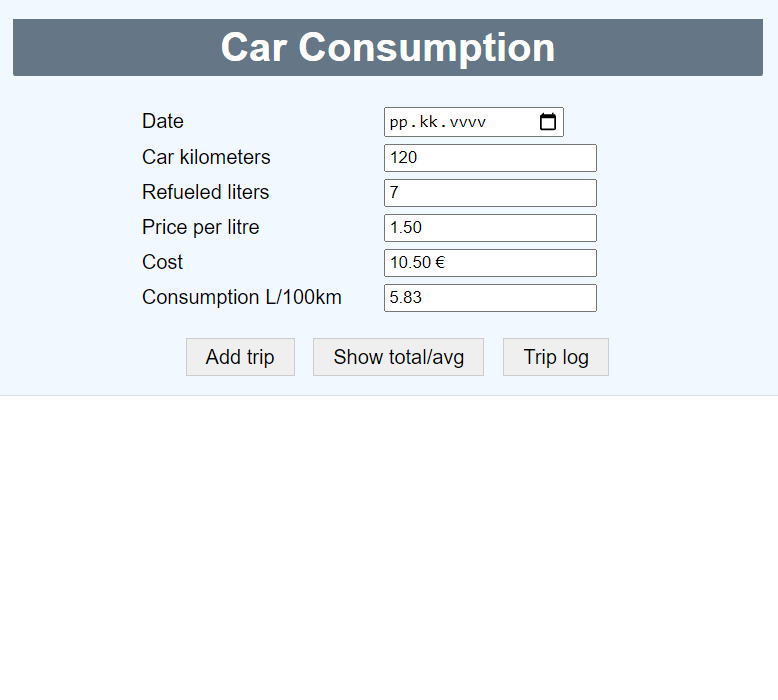 Car Consumption
Date pp.kk.vvvv
Car kilometers 120
Refueled liters 7
Price per litre 1.50
Cost 10.50 €
Consumption L/100km 5.83
Add trip Show total/avg Trip log